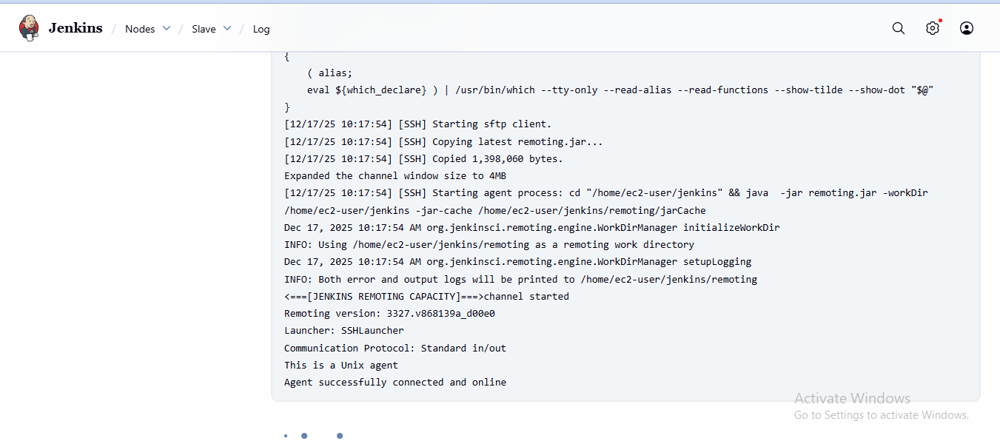 Jenkins / Nodes / Slave / Log
{
    ( alias;
    eval ${which_declare} ) | /usr/bin/which --tty-only --read-alias --read-functions --show-tilde --show-dot "$@"
}
[12/17/25 10:17:54] [SSH] Starting sftp client.
[12/17/25 10:17:54] [SSH] Copying latest remoting.jar...
[12/17/25 10:17:54] [SSH] Copied 1,398,060 bytes.
Expanded the channel window size to 4MB
[12/17/25 10:17:54] [SSH] Starting agent process: cd "/home/ec2-user/jenkins" && java  -jar remoting.jar -workDir
/home/ec2-user/jenkins -jar-cache /home/ec2-user/jenkins/remoting/jarCache
Dec 17, 2025 10:17:54 AM org.jenkinsci.remoting.engine.WorkDirManager initializeWorkDir
INFO: Using /home/ec2-user/jenkins/remoting as a remoting work directory
Dec 17, 2025 10:17:54 AM org.jenkinsci.remoting.engine.WorkDirManager setupLogging
INFO: Both error and output logs will be printed to /home/ec2-user/jenkins/remoting
<===[JENKINS REMOTING CAPACITY]===>channel started
Remoting version: 3327.v868139a_d00e0
Launcher: SSHLauncher
Communication Protocol: Standard in/out
This is a Unix agent
Agent successfully connected and online
Activate Windows
Go to Settings to activate Windows.